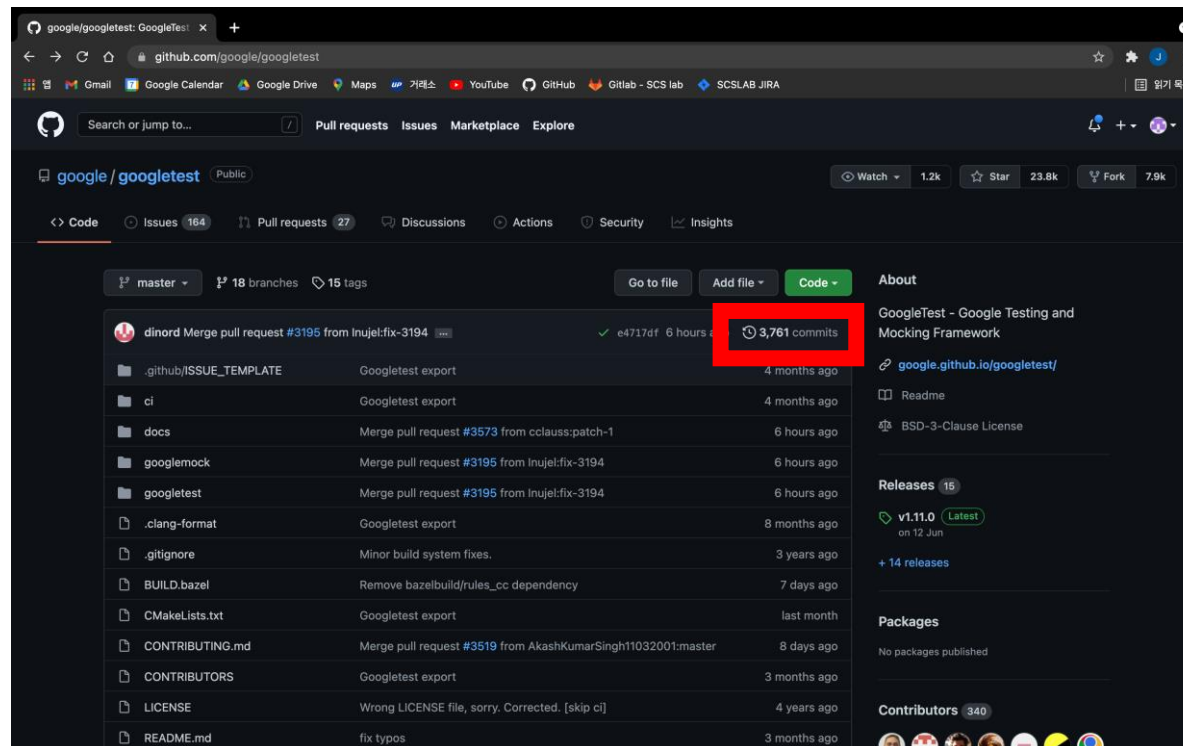 google/googletest: GoogleTest × +
github.com/google/googletest
앱 Gmail Google Calendar Google Drive Maps 거래소 YouTube GitHub Gitlab - SCS lab SCSLAB JIRA 읽기
Search or jump to... / Pull requests Issues Marketplace Explore
google / googletest Public Watch 1.2k Star 23.8k Fork 7.9k
<> Code Issues 164 Pull requests 27 Discussions Actions Security Insights
master 18 branches 15 tags Go to file Add file Code
dinord Merge pull request #3195 from Inujel:fix-3194 ... e4717df 6 hours 3,761 commits
.github/ISSUE_TEMPLATE Googletest export 4 months ago
ci Googletest export 4 months ago
docs Merge pull request #3573 from cclauss:patch-1 6 hours ago
googlemock Merge pull request #3195 from Inujel:fix-3194 6 hours ago
googletest Merge pull request #3195 from Inujel:fix-3194 6 hours ago
.clang-format Googletest export 8 months ago
.gitignore Minor build system fixes. 3 years ago
BUILD.bazel Remove bazelbuild/rules_cc dependency 7 days ago
CMakeLists.txt Googletest export last month
CONTRIBUTING.md Merge pull request #3519 from AkashKumarSingh11032001:master 8 days ago
CONTRIBUTORS Googletest export 3 months ago
LICENSE Wrong LICENSE file, sorry. Corrected. [skip ci] 4 years ago
README.md fix typos 3 months ago
About
GoogleTest - Google Testing and
Mocking Framework
google.github.io/googletest/
Readme
BSD-3-Clause License
Releases 15
v1.11.0 Latest
on 12 Jun
+ 14 releases
Packages
No packages published
Contributors 340